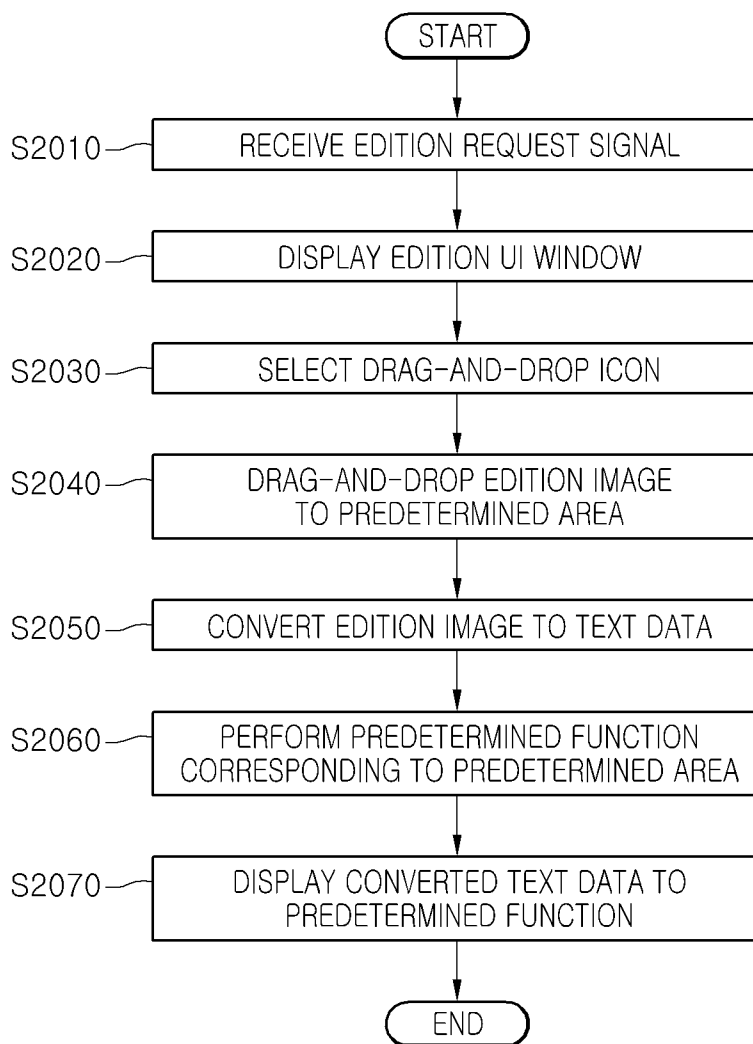 START
S2010 RECEIVE EDITION REQUEST SIGNAL
S2020 DISPLAY EDITION UI WINDOW
S2030 SELECT DRAG-AND-DROP ICON
S2040 DRAG-AND-DROP EDITION IMAGE
TO PREDETERMINED AREA
S2050 CONVERT EDITION IMAGE TO TEXT DATA
S2060 PERFORM PREDETERMINED FUNCTION
CORRESPONDING TO PREDETERMINED AREA
S2070 DISPLAY CONVERTED TEXT DATA TO
PREDETERMINED FUNCTION
END